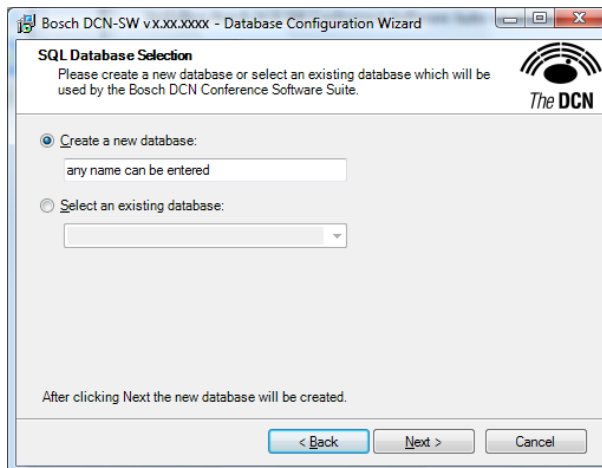 Bosch DCN-SW vx.xx.xxxx - Database Configuration Wizard
SQL Database Selection
Please create a new database or select an existing database which will be
used by the Bosch DCN Conference Software Suite.
The DCN
Create a new database:
any name can be entered
Select an existing database:
After clicking Next the new database will be created.
< Back
Next >
Cancel